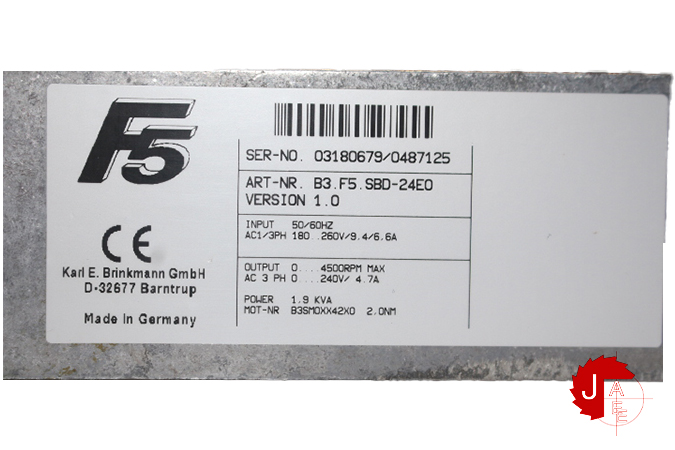 F5
SER-NO. 03180679/0487125
ART-NR. B3.F5.SBD-24E0
VERSION 1.0
INPUT 50/60HZ
AC1/3PH 180..260V/9.4/6.6A
OUTPUT 0....4500RPM MAX
AC 3 PH 0....240V/ 4.7A
POWER 1.9 KVA
MOT-NR B3SM0XX42X0 2.0NM
CE
Karl E. Brinkmann GmbH
D-32677 Barntrup
Made In Germany
JAEE